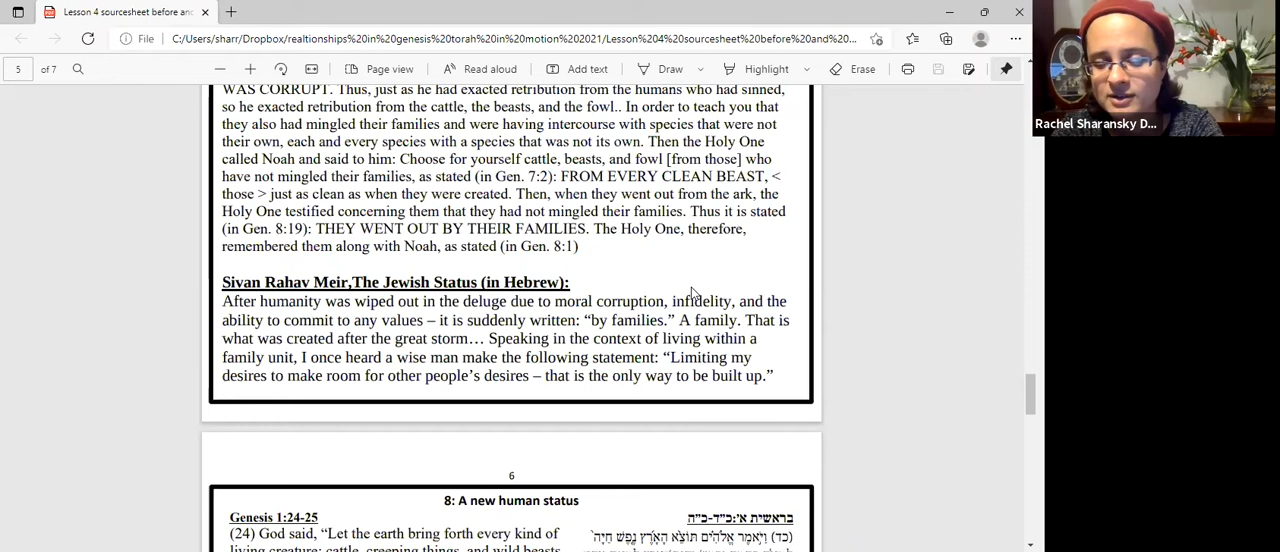 Lesson 4 sourcesheet before and
File
C:/Users/sharr/Dropbox/realtionships%20in%20genesis%20torah%20in%20motion%202021/Lesson%204%20sourcesheet%20before%20and%20...
5 of 7
Page view
Read aloud
Add text
Draw
Highlight
Erase
Rachel Sharansky D...
WAS CORRUPT. Thus, just as he had exacted retribution from the humans who had sinned,
so he exacted retribution from the cattle, the beasts, and the fowl.. In order to teach you that
they also had mingled their families and were having intercourse with species that were not
their own, each and every species with a species that was not its own. Then the Holy One
called Noah and said to him: Choose for yourself cattle, beasts, and fowl [from those] who
have not mingled their families, as stated (in Gen. 7:2): FROM EVERY CLEAN BEAST, <
those > just as clean as when they were created. Then, when they went out from the ark, the
Holy One testified concerning them that they had not mingled their families. Thus it is stated
(in Gen. 8:19): THEY WENT OUT BY THEIR FAMILIES. The Holy One, therefore,
remembered them along with Noah, as stated (in Gen. 8:1)
Sivan Rahav Meir,The Jewish Status (in Hebrew):
After humanity was wiped out in the deluge due to moral corruption, infidelity, and the
ability to commit to any values – it is suddenly written: “by families.” A family. That is
what was created after the great storm… Speaking in the context of living within a
family unit, I once heard a wise man make the following statement: “Limiting my
desires to make room for other people’s desires – that is the only way to be built up.”
6
8: A new human status
Genesis 1:24-25
בראשית א׳:כ״ד-כ״ה
(24) God said, “Let the earth bring forth every kind of
(כד) וַיֹּ֣אמֶר אֱלֹהִ֗ים תּוֹצֵ֨א הָאָ֜רֶץ נֶ֤פֶשׁ חַיָּה֙
living creature: cattle, creeping things, and wild beasts